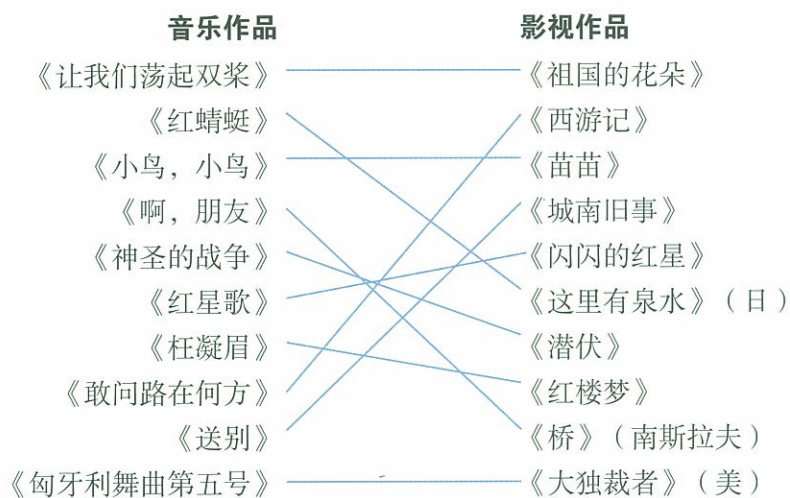 音乐作品 影视作品
《让我们荡起双桨》 《祖国的花朵》
《红蜻蜓》 《西游记》
《小鸟，小鸟》 《苗苗》
《啊，朋友》 《城南旧事》
《神圣的战争》 《闪闪的红星》
《红星歌》 《这里有泉水》（日）
《枉凝眉》 《潜伏》
《敢问路在何方》 《红楼梦》
《送别》 《桥》（南斯拉夫）
《匈牙利舞曲第五号》 《大独裁者》（美）